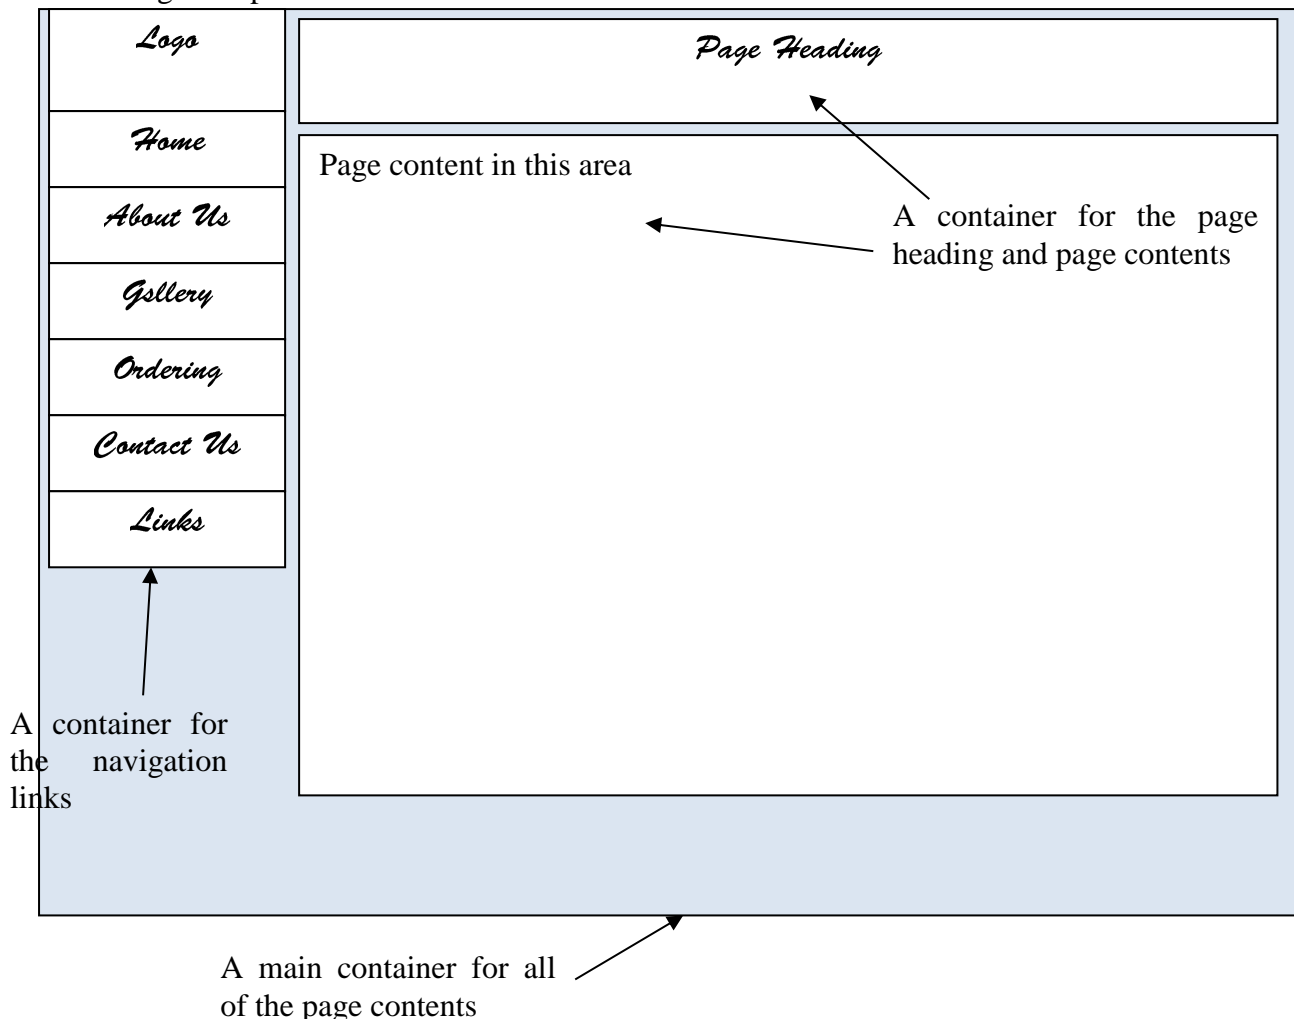 Logo
Page Heading
Home
Page content in this area
About Us
A container for the page
heading and page contents
Gsllery
Ordering
Contact Us
Links
A container for
the navigation
links
A main container for all
of the page contents